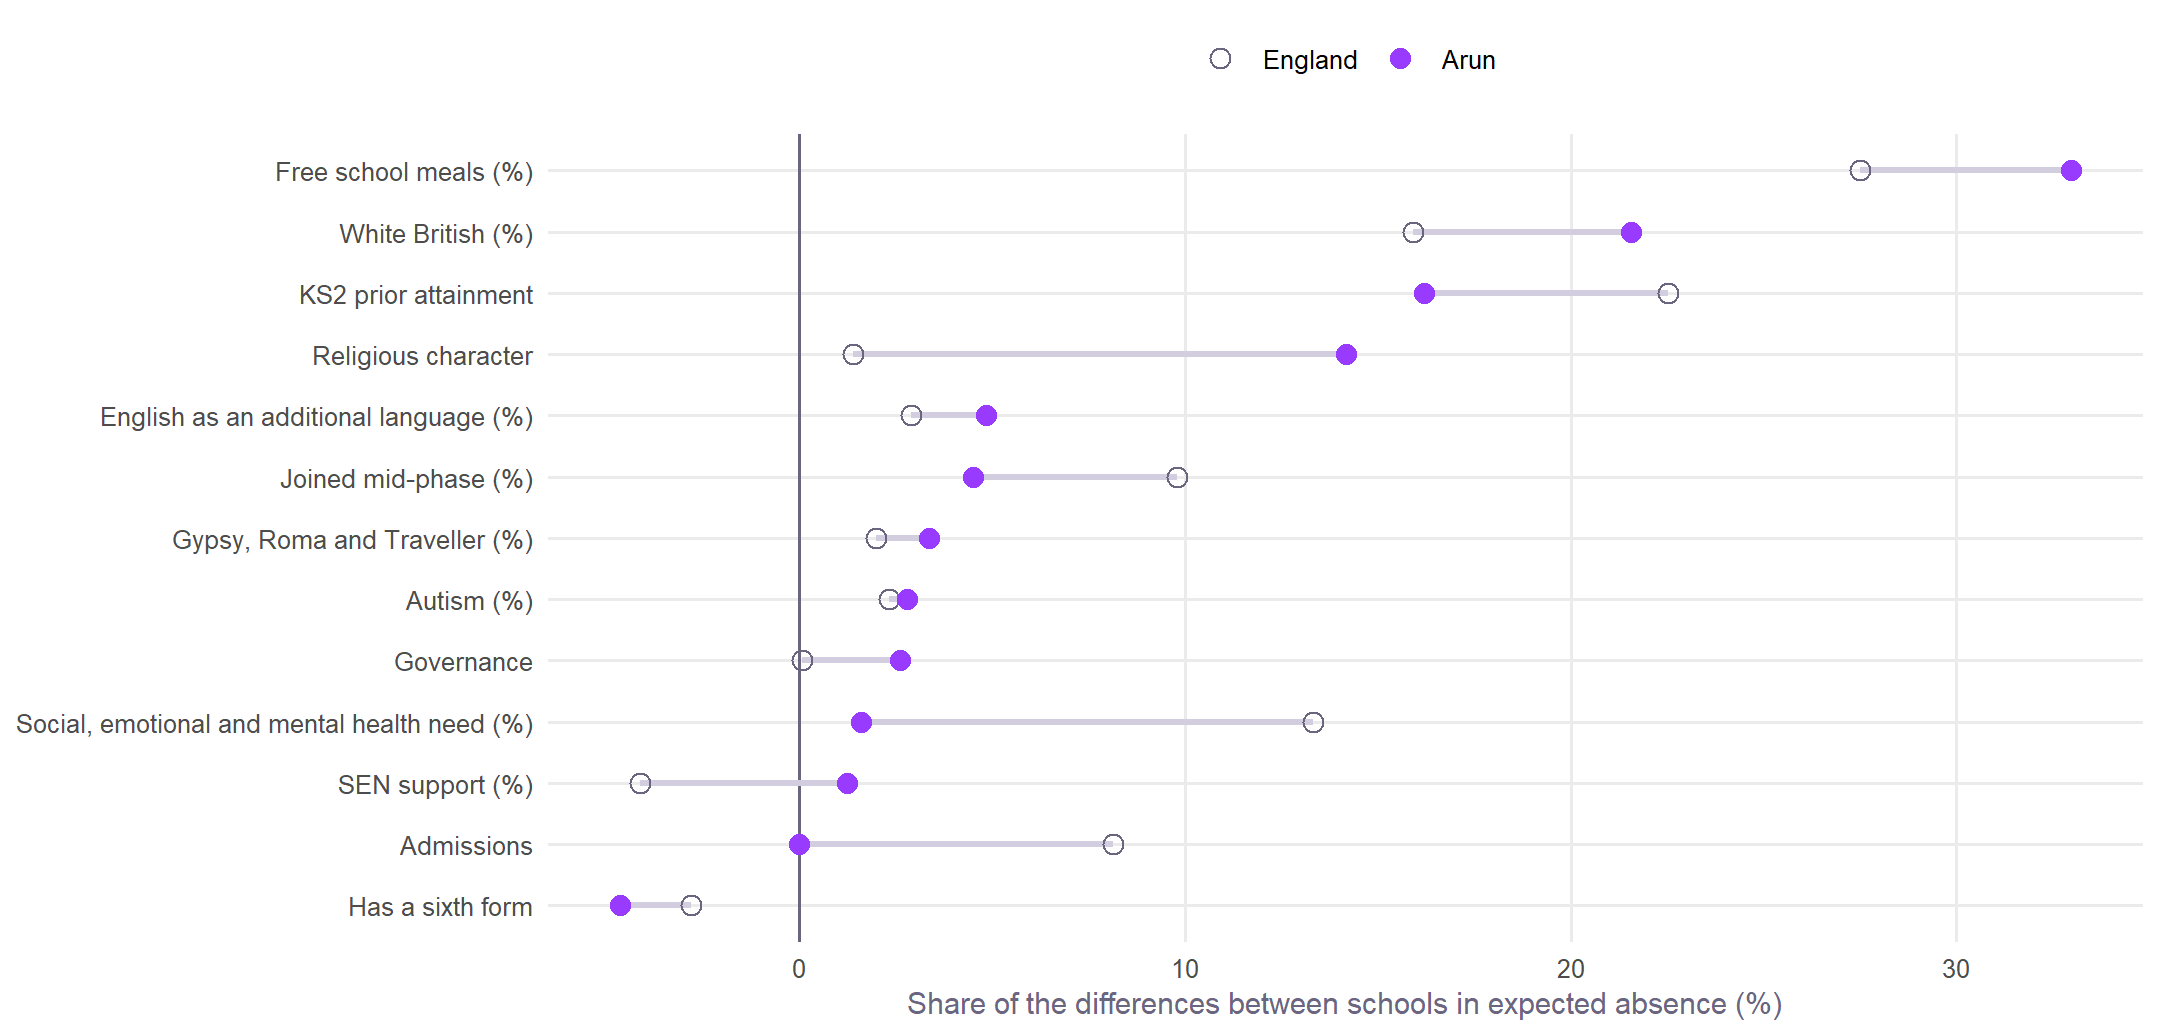 England Arun
Free school meals (%)
White British (%)
KS2 prior attainment
Religious character
English as an additional language (%)
Joined mid-phase (%)
Gypsy, Roma and Traveller (%)
Autism (%)
Governance
Social, emotional and mental health need (%)
SEN support (%)
Admissions
Has a sixth form
0 10 20 30
Share of the differences between schools in expected absence (%)